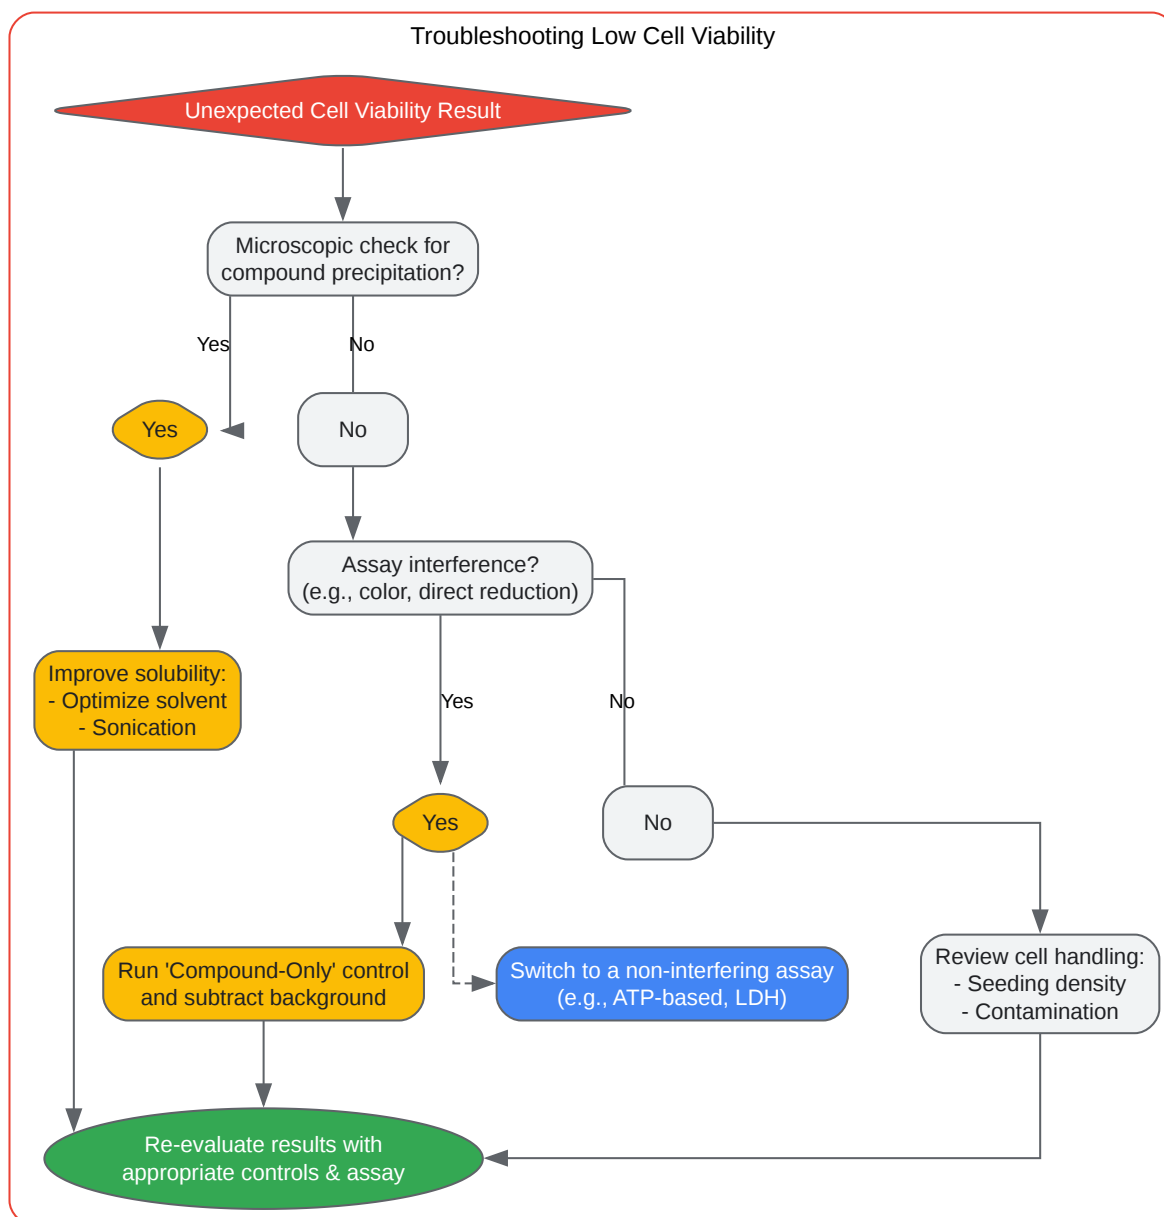 Troubleshooting Low Cell Viability
Unexpected Cell Viability Result
Microscopic check for
compound precipitation?
Yes
No
Yes
No
Assay interference?
(e.g., color, direct reduction)
Improve solubility:
- Optimize solvent
- Sonication
Yes
No
Yes
No
Run 'Compound-Only' control
and subtract background
Switch to a non-interfering assay
(e.g., ATP-based, LDH)
Review cell handling:
- Seeding density
- Contamination
Re-evaluate results with
appropriate controls & assay